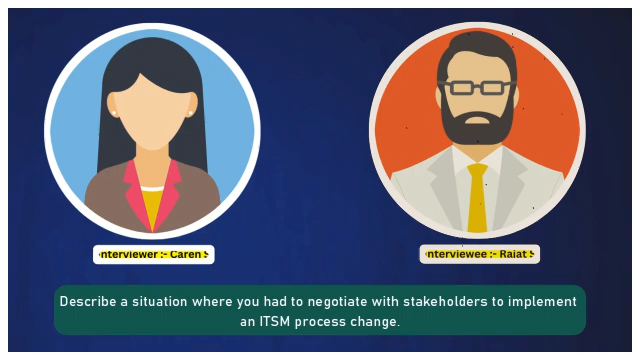 nterviewer :- Caren :-
nterviewee :- Rajat :-
Describe a situation where you had to negotiate with stakeholders to implement
an ITSM process change.